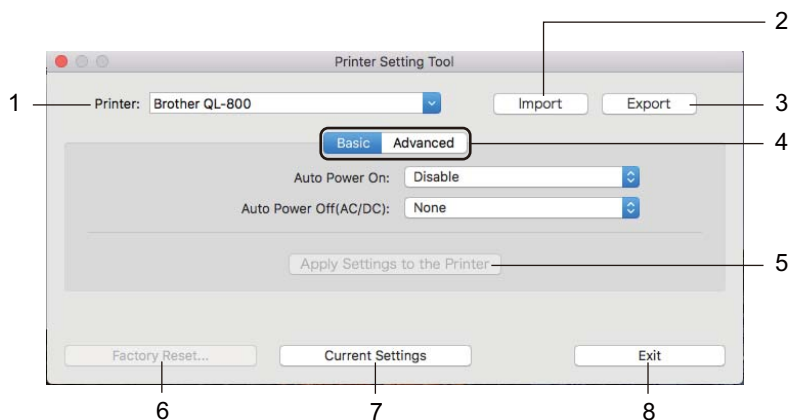 2
Printer Setting Tool
1 Printer: Brother QL-800 Import Export 3
Basic Advanced 4
Auto Power On: Disable
Auto Power Off(AC/DC): None
Apply Settings to the Printer 5
Factory Reset... Current Settings Exit
6 7 8